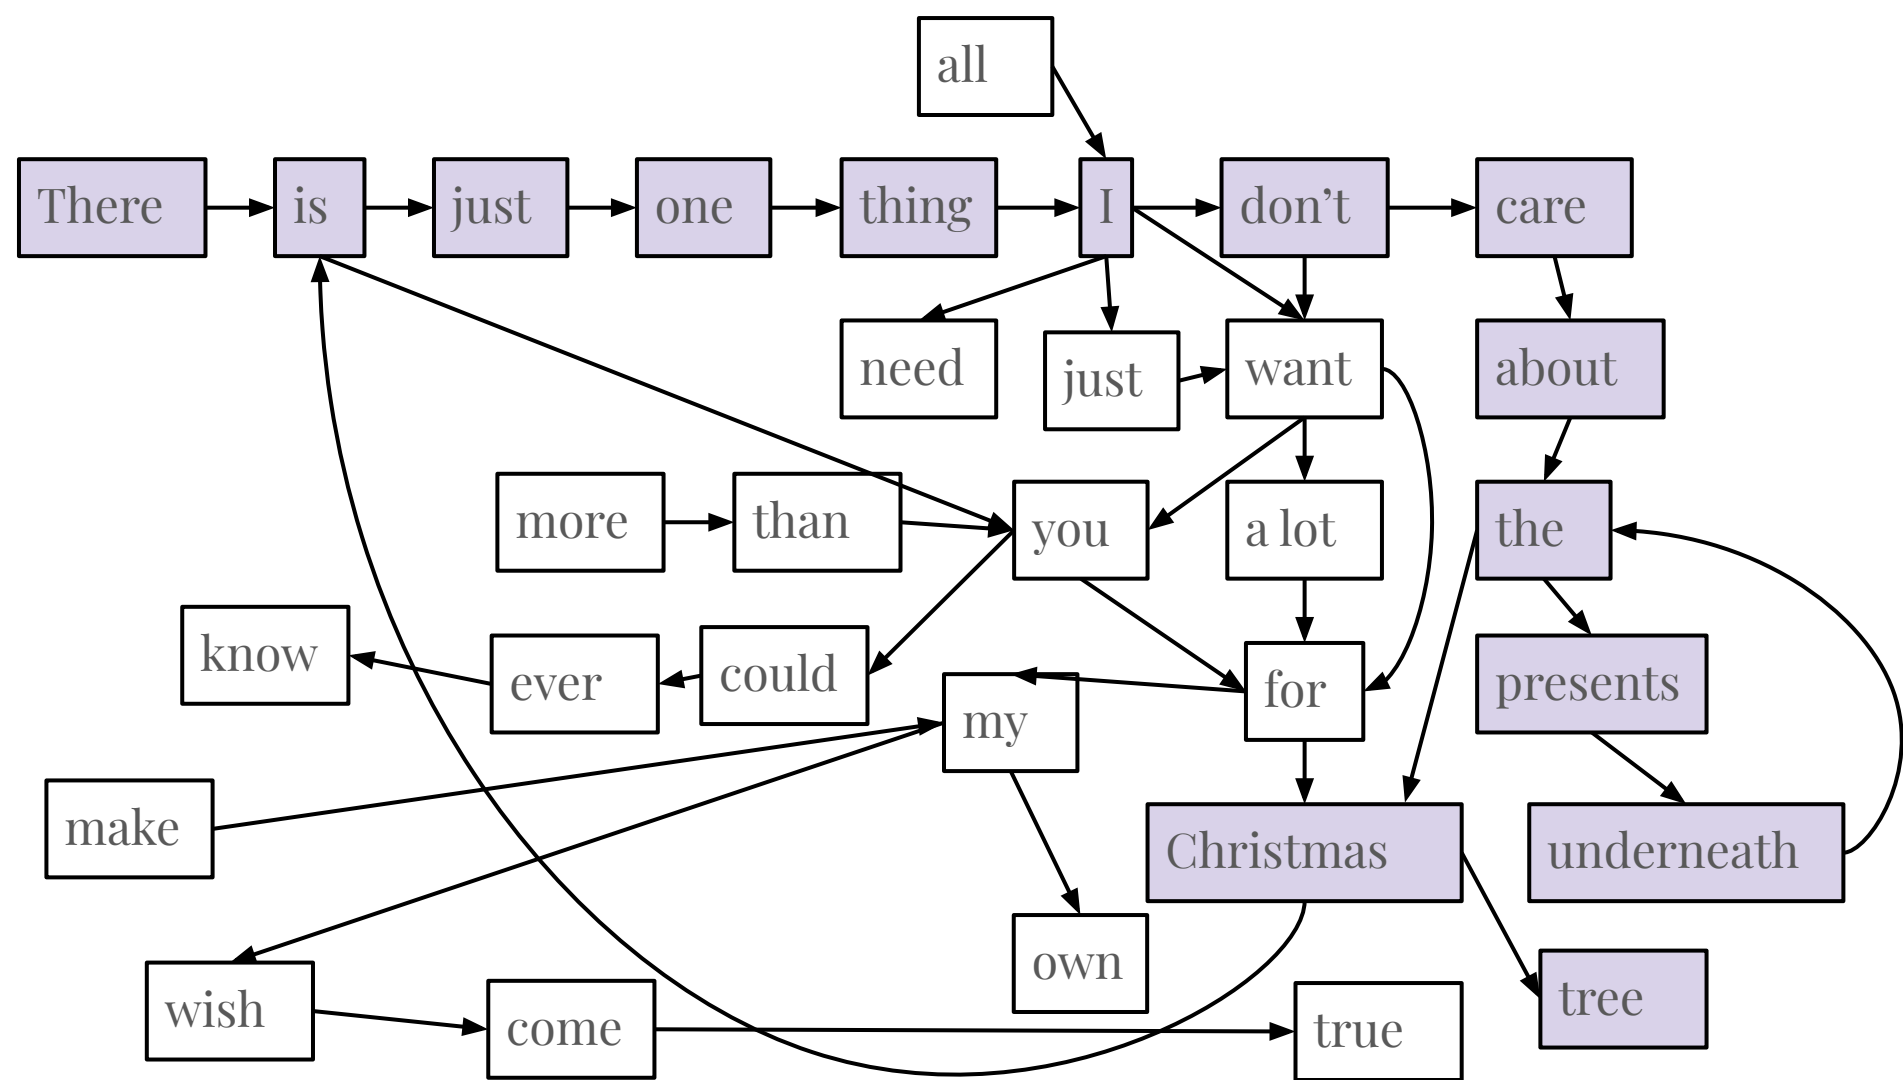 all
There
is
just
one
thing
I
don’t
care
need
just
want
about
more
than
you
a lot
the
know
ever
could
my
for
presents
make
Christmas
underneath
own
wish
come
true
tree